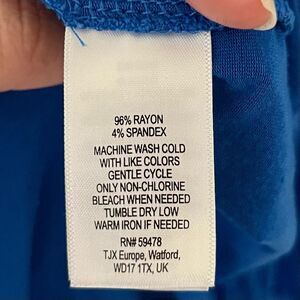 96% RAYON
4% SPANDEX
MACHINE WASH COLD
WITH LIKE COLORS
GENTLE CYCLE
ONLY NON-CHLORINE
BLEACH WHEN NEEDED
TUMBLE DRY LOW
WARM IRON IF NEEDED
RN# 59478
TJX Europe, Watford,
WD17 1TX, UK